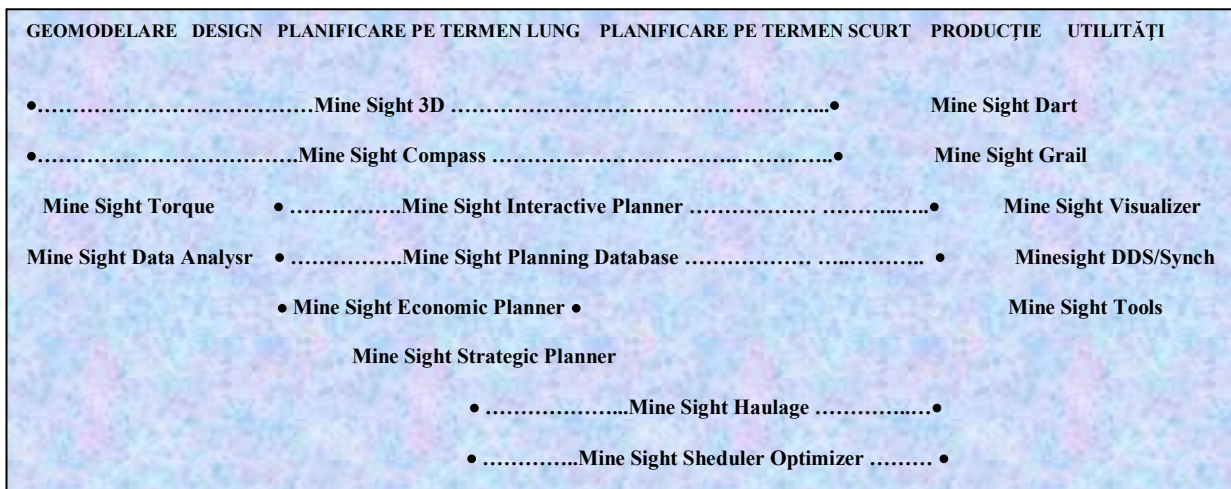 GEOMODELARE DESIGN PLANIFICARE PE TERMEN LUNG PLANIFICARE PE TERMEN SCURT PRODUCŢIE UTILITĂŢI
●…………………………………Mine Sight 3D ……………………………………………...● Mine Sight Dart
●……………………………….Mine Sight Compass ……………………………...…………..● Mine Sight Grail
Mine Sight Torque ● …………….Mine Sight Interactive Planner ……………… ………..…..● Mine Sight Visualizer
Mine Sight Data Analysr ● …………….Mine Sight Planning Database ……………… …..……….. ● Minesight DDS/Synch
● Mine Sight Economic Planner ● Mine Sight Tools
Mine Sight Strategic Planner
● ………………...Mine Sight Haulage …………..…●
● …………..Mine Sight Sheduler Optimizer ……… ●